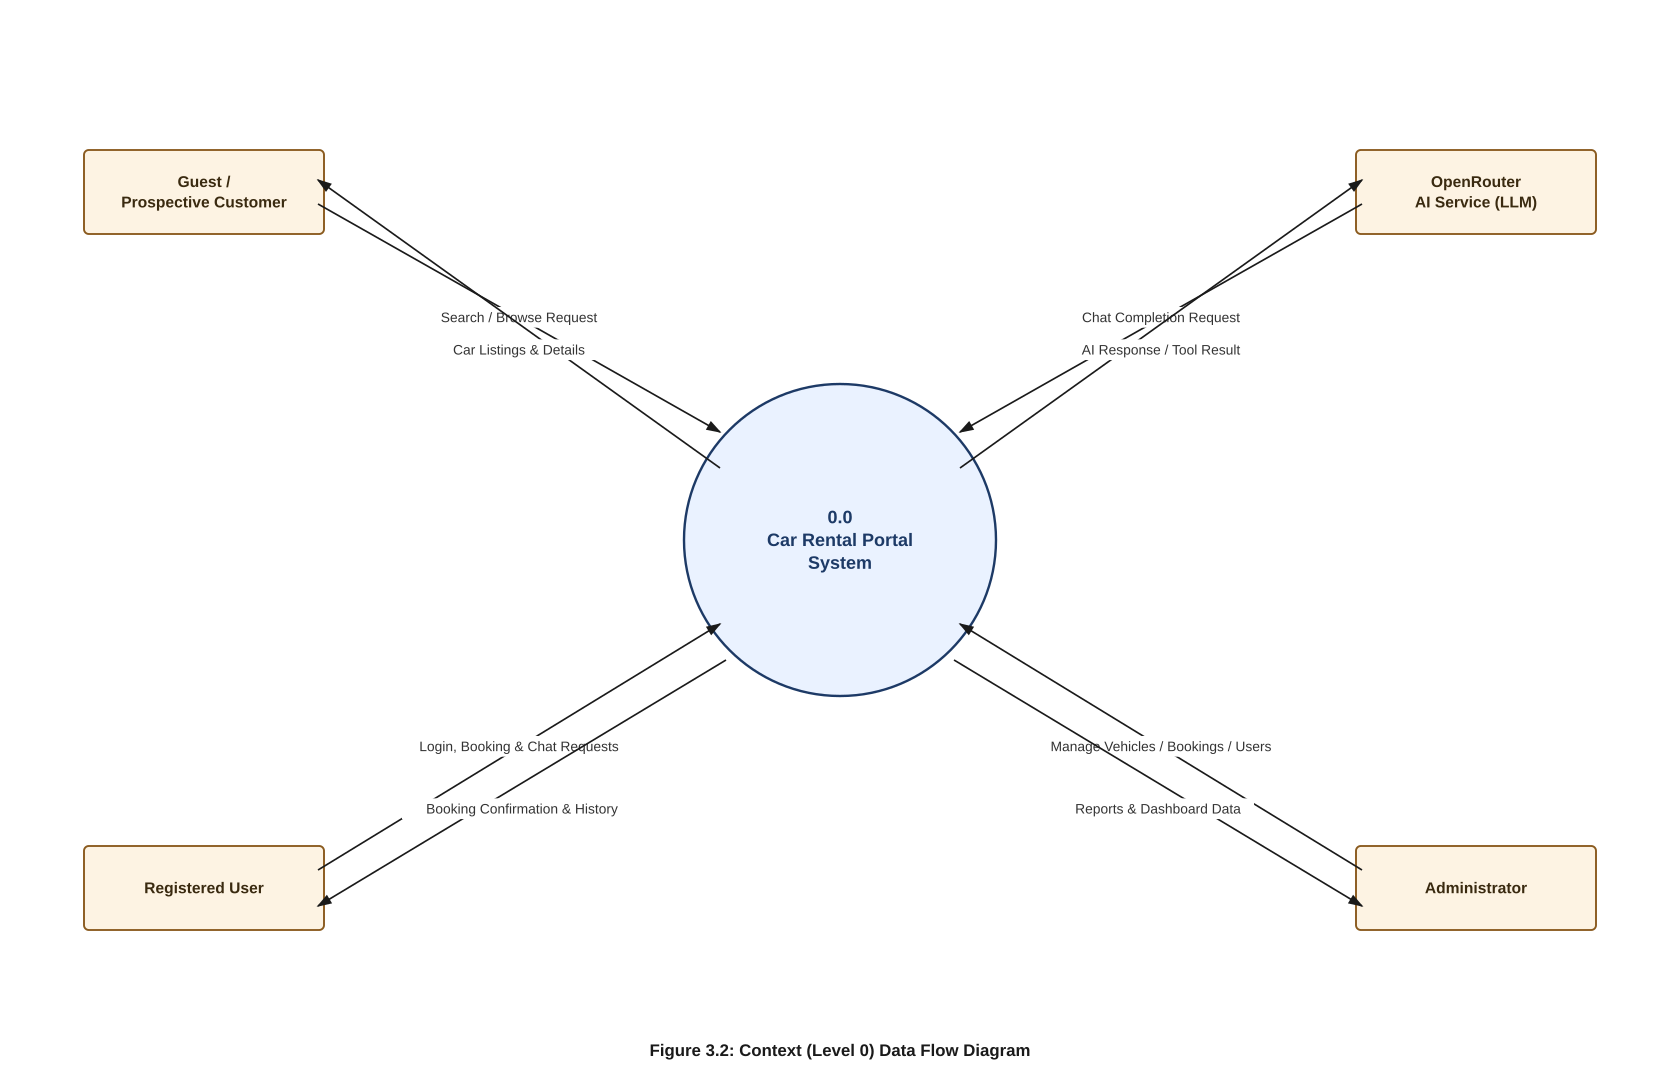 Guest /
Prospective Customer
OpenRouter
AI Service (LLM)
Search / Browse Request
Car Listings & Details
Chat Completion Request
AI Response / Tool Result
0.0
Car Rental Portal
System
Login, Booking & Chat Requests
Booking Confirmation & History
Manage Vehicles / Bookings / Users
Reports & Dashboard Data
Registered User
Administrator
Figure 3.2: Context (Level 0) Data Flow Diagram